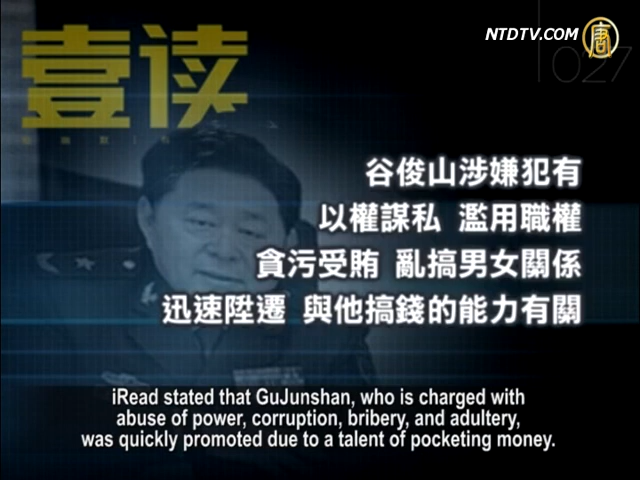 NTDTV.COM
唐
027
壹读
谷俊山涉嫌犯有
以權謀私 濫用職權
貪污受賄 亂搞男女關係
迅速陞遷 與他搞錢的能力有關
iRead stated that GuJunshan, who is charged with
abuse of power, corruption, bribery, and adultery,
was quickly promoted due to a talent of pocketing money.